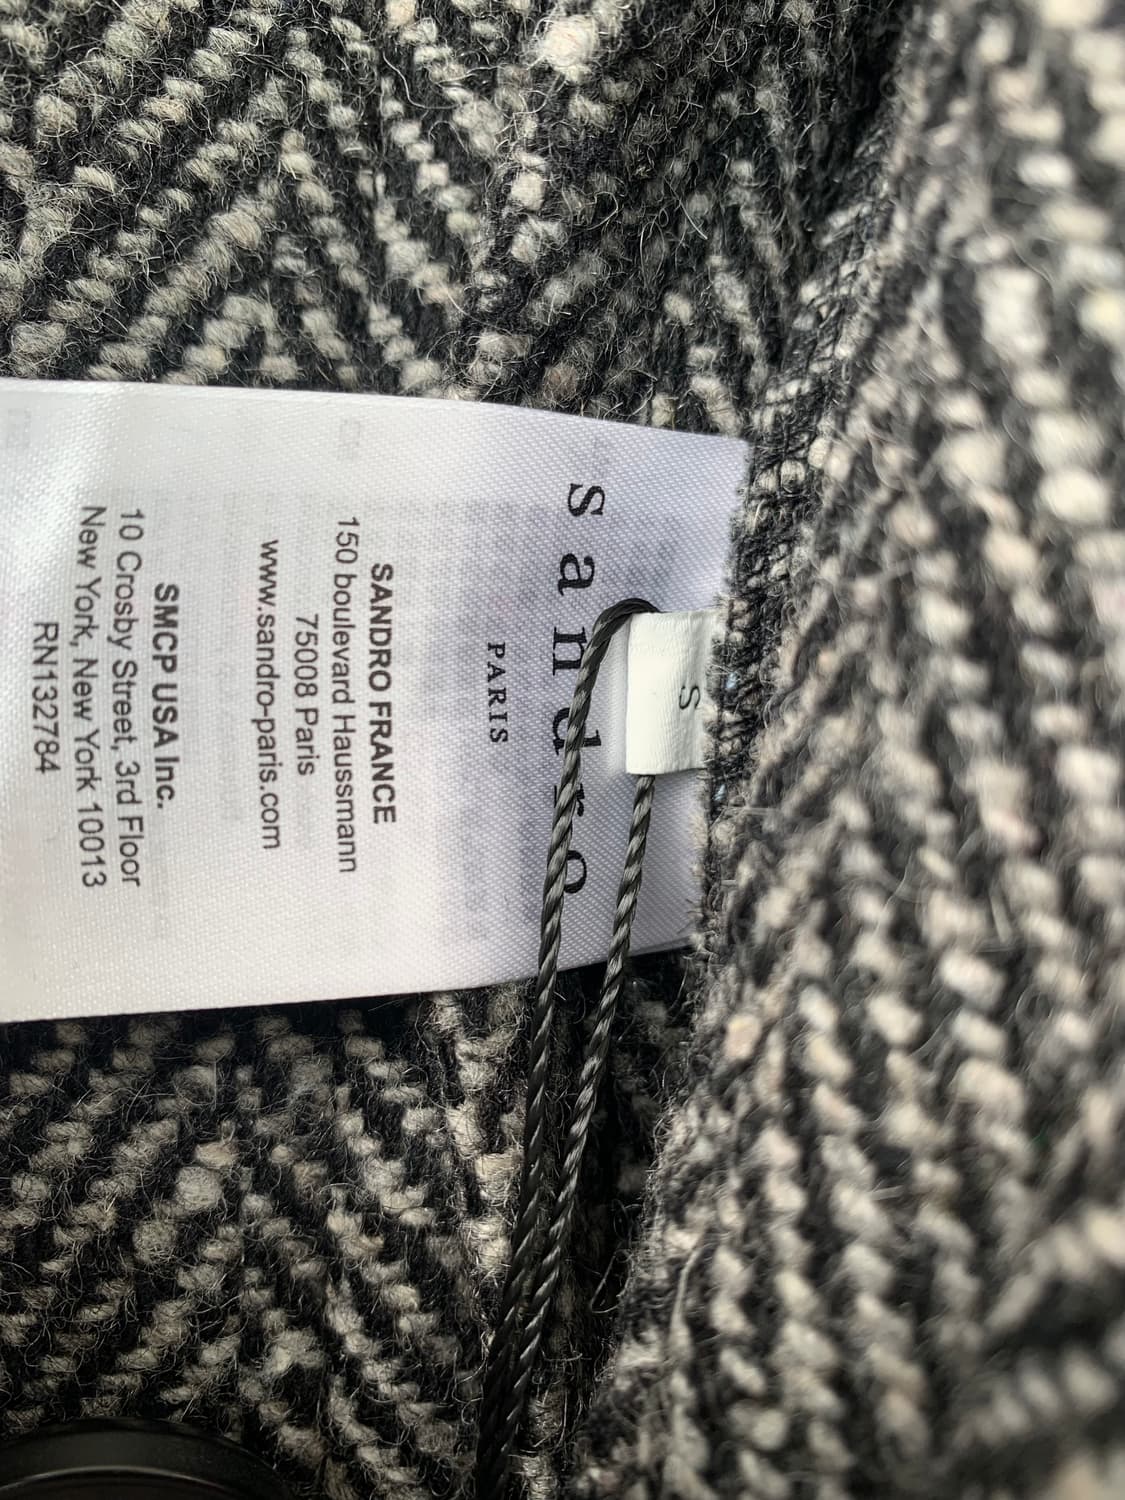 S
sandro
PARIS
SANDRO FRANCE
150 boulevard Hausmann
75008 Paris
www.sandro-paris.com
SMCP USA Inc.
10 Crosby Street, 3rd Floor
New York, New York 10013
RN132784